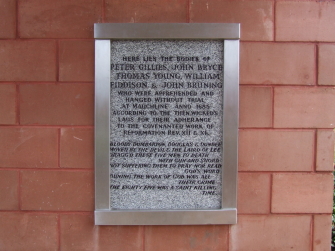 HERE LIES THE BODIES OF
PETER GILLIES, JOHN BRYCE
THOMAS YOUNG, WILLIAM
FIDDISON & JOHN BRUNING
WHO WERE APPREHENDED AND
HANGED WITHOUT TRIAL
AT MAUCHLINE ANNO 1685
ACCORDING TO THE THEN WICKED
LAWS FOR THEIR ADHERANCE
TO THE COVENANTED WORK OF
REFORMATION REV. XII & XI.
BLOODY DUMBARTON, DOUGLAS & DUNDEE
MOVED BY THE DEVIL & THE LAIRD OF LEE
DRAGG'D THESE FIVE MEN TO DEATH
WITH GUN AND SWORD
NOT SUFFERING THEM TO PRAY NOR READ
GOD'S WORD
OWNING THE WORK OF GOD WAS ALL
THEIR CRIME
THE EIGHTY FIVE WAS A SAINT KILLING
TIME.